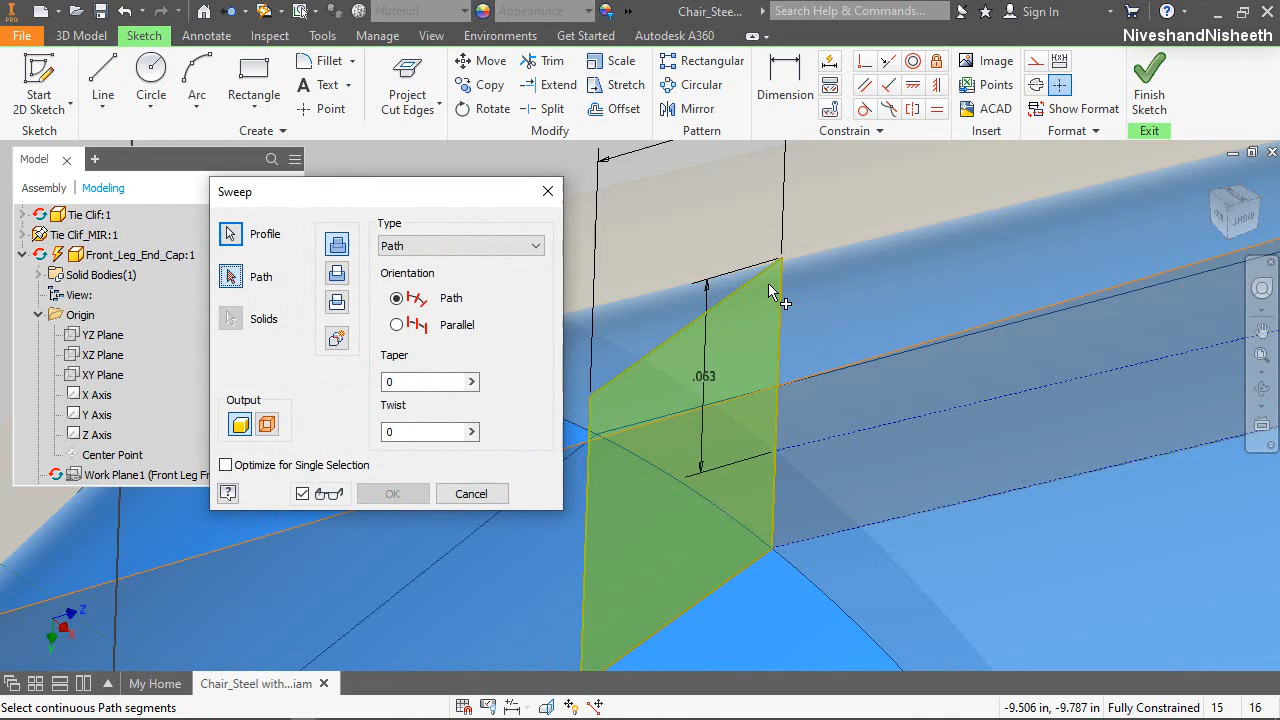 PRO
Material
Appearance
Chair_Stee...
Search Help & Commands...
Sign In
File
3D Model
Sketch
Annotate
Inspect
Tools
Manage
View
Environments
Get Started
Autodesk A360
NiveshandNisheeth
Start
2D Sketch
Line
Circle
Arc
Rectangle
Fillet
Text
Point
Project
Cut Edges
Move
Trim
Scale
Copy
Extend
Stretch
Rotate
Split
Offset
Rectangular
Circular
Mirror
Dimension
Image
Points
ACAD
Show Format
Finish
Sketch
Sketch
Create
Modify
Pattern
Constrain
Insert
Format
Exit
Model
Assembly
Modeling
Tie Clif:1
Tie Clif_MIR:1
Front_Leg_End_Cap:1
Solid Bodies(1)
View:
Origin
YZ Plane
XZ Plane
XY Plane
X Axis
Y Axis
Z Axis
Center Point
Work Plane1 (Front Leg Fr
Sweep
Profile
Path
Solids
Output
Type
Path
Orientation
Path
Parallel
Taper
0
Twist
0
Optimize for Single Selection
OK
Cancel
.063
RIGHT
Z
X
Y
My Home
Chair_Steel with...iam
Select continuous Path segments
-9.506 in, -9.787 in
Fully Constrained
15
16